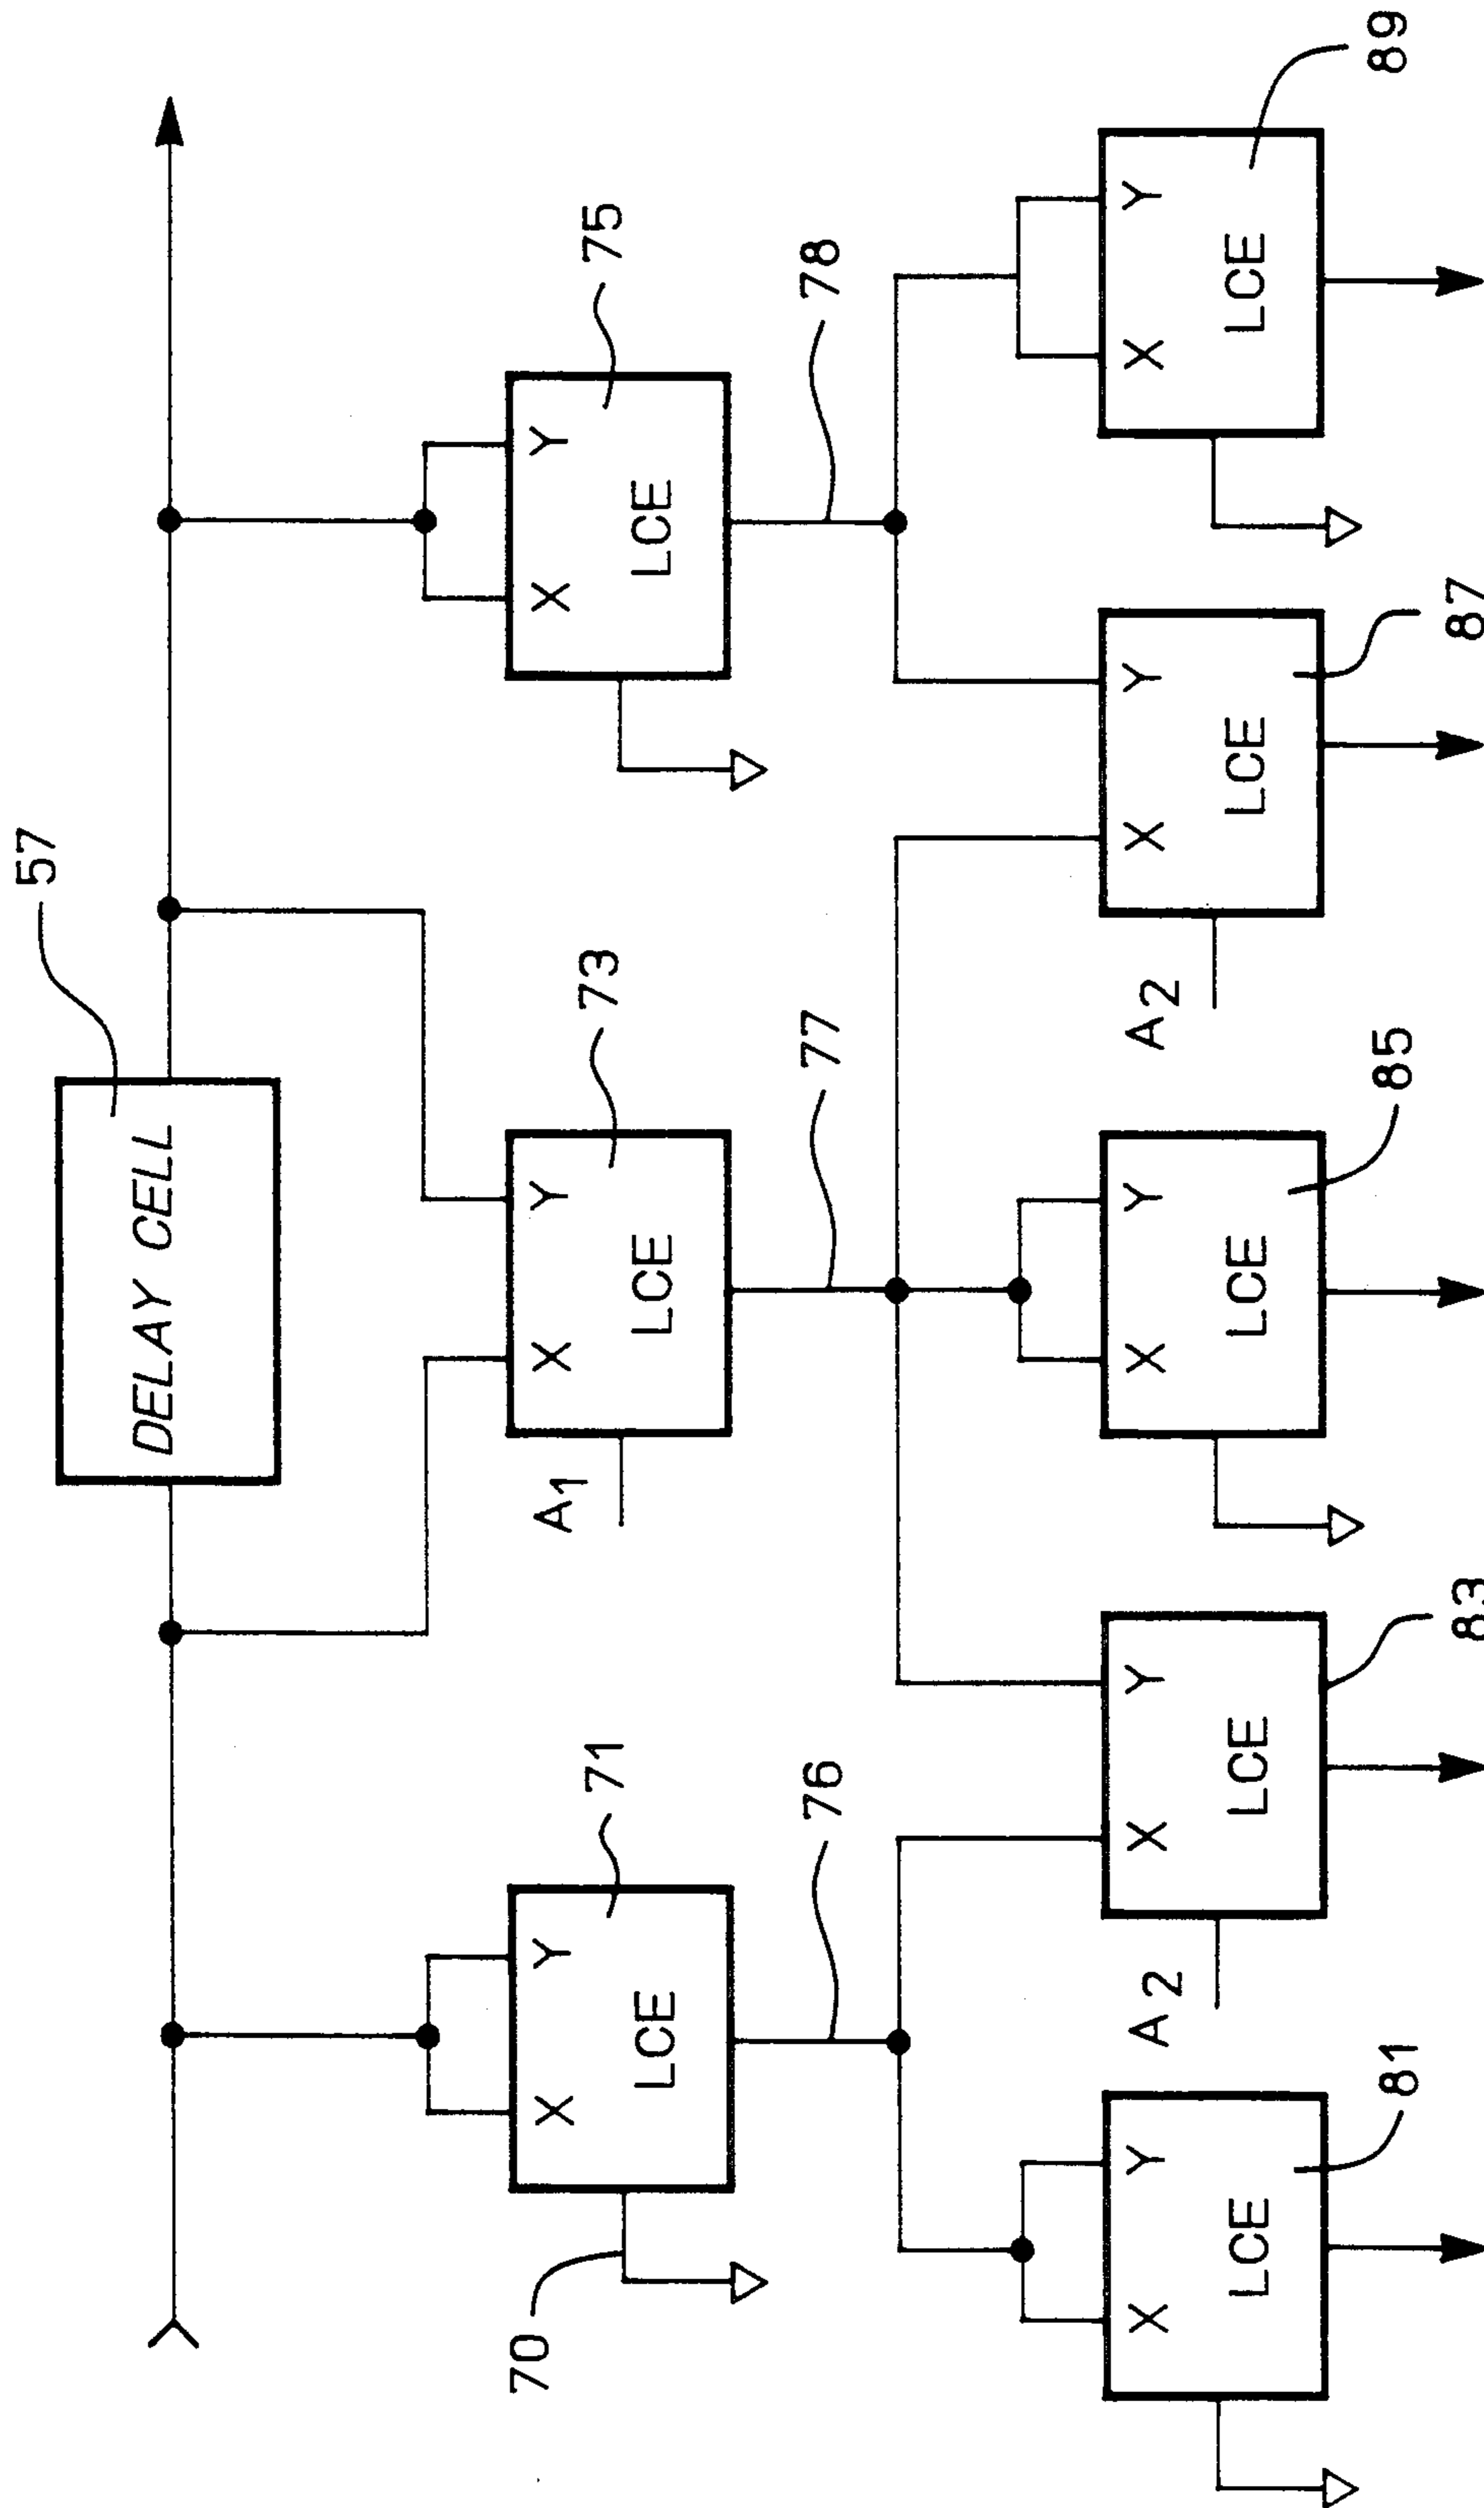 57
DELAY CELL
70
X Y
LCE
71
A1
X Y
LCE
73
X Y
LCE
75
76
77
78
X Y
LCE
81
A2
X Y
LCE
83
X Y
LCE
85
A2
X Y
LCE
87
X Y
LCE
89